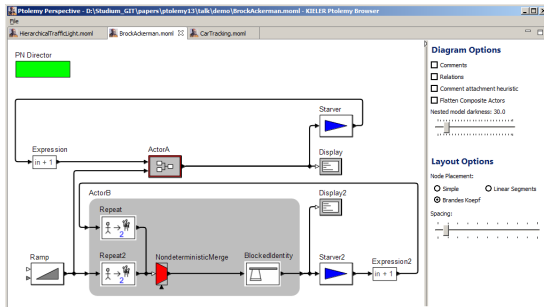 Ptolemy Perspective - D:\Studium_GIT\papers\ptolemy13\talk\demo\BrockAckerman.moml - KIELER Ptolemy Browser
File
HierarchicalTrafficLight.moml
BrockAckerman.moml
CarTracking.moml
PN Director
Diagram Options
Comments
Relations
Comment attachment heuristic
Flatten Composite Actors
Nested model darkness: 30.0
Starver
Expression
in + 1
ActorA
Display
Layout Options
Node Placement:
Simple
Linear Segments
Brandes Koepf
Spacing:
ActorB
Display2
Repeat
2
Ramp
Repeat2
2
NondeterministicMerge
BlockedIdentity
Starver2
Expression2
in + 1